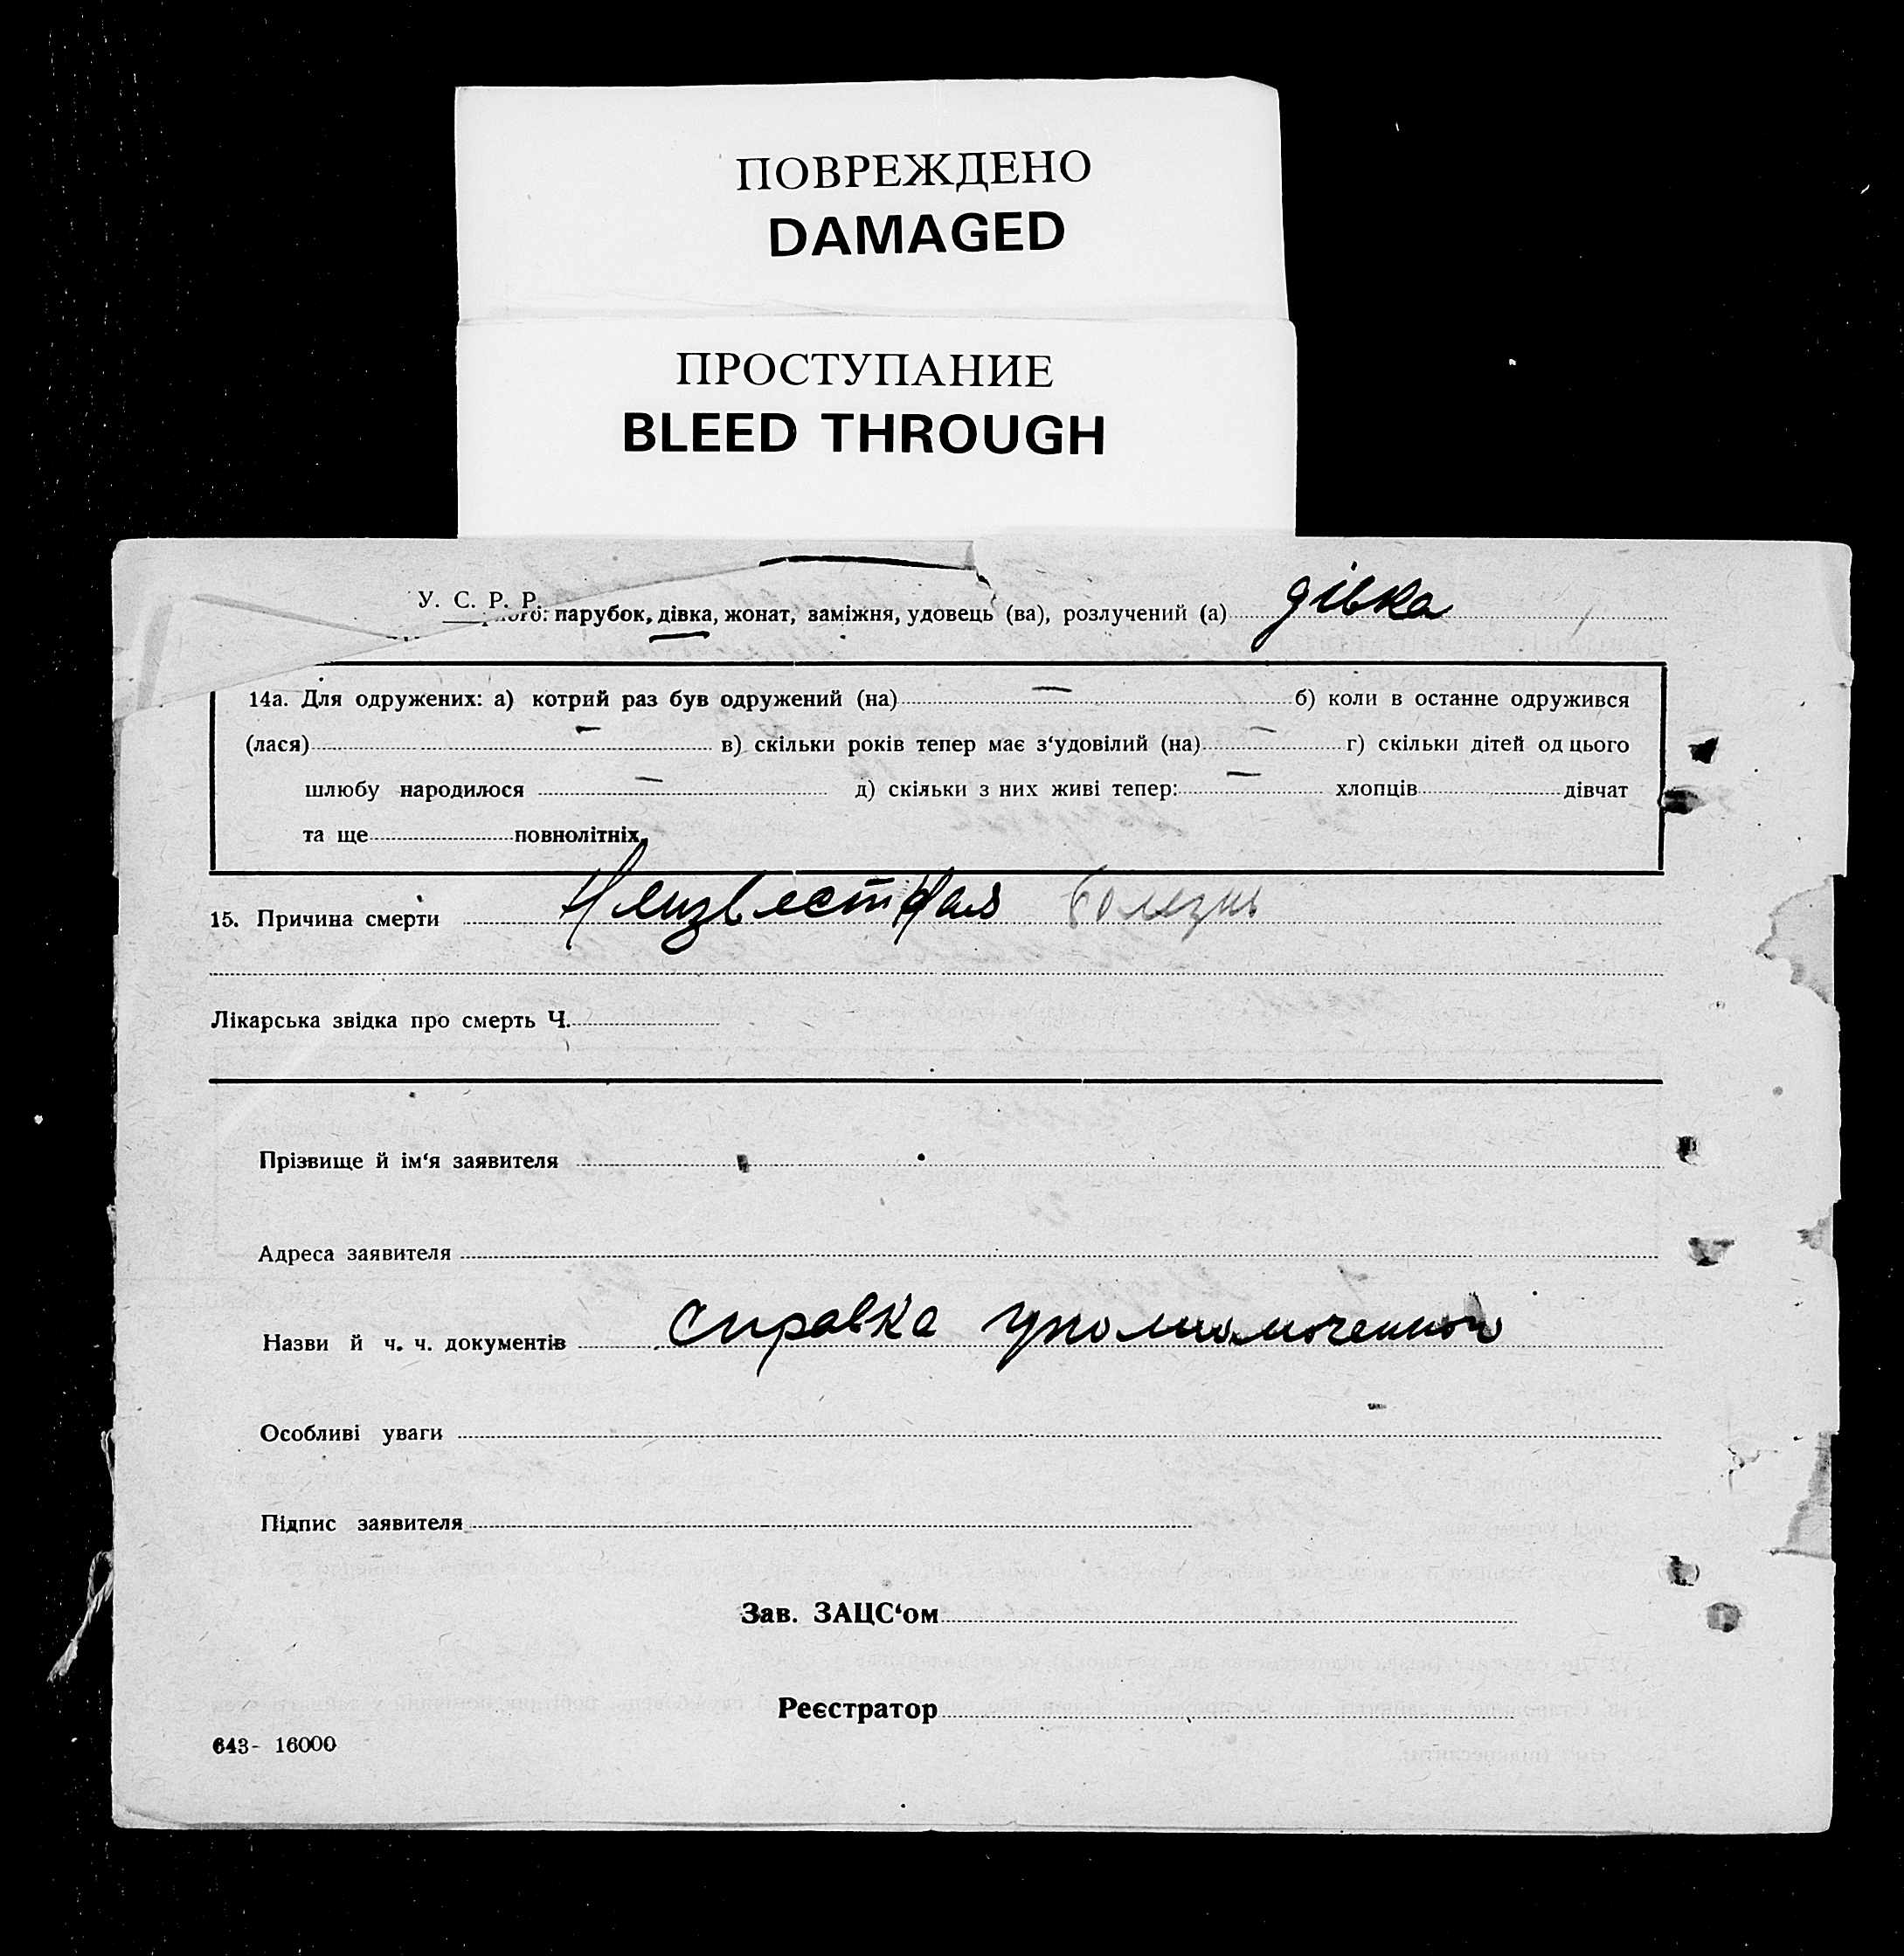 ПОВРЕЖДЕНО
DAMAGED
ПРОСТУПАНИЕ
BLEED THROUGH
У. С. Р. Р.
парубок, дівка, жонат, заміжня, удовець (ва), розлучений (а) дівка
14а. Для одружених: а) котрий раз був одружений (на) — б) коли в останне одружився
(лася) — в) скільки років тепер має з‘удовілий (на) — г) скільки дітей од цього
шлюбу народилося — д) скільки з них живі тепер: — хлопців дівчат
та ще повнолітніх
15. Причина смерти Неизвестная болезнь
Лікарська звідка про смерть Ч.
Прізвище й ім‘я заявителя
Адреса заявителя
Назви й ч. ч. документів Справка уполномоченного
Особливі уваги
Підпис заявителя
Зав. ЗАЦС‘ом
Реєстратор
643- 16000